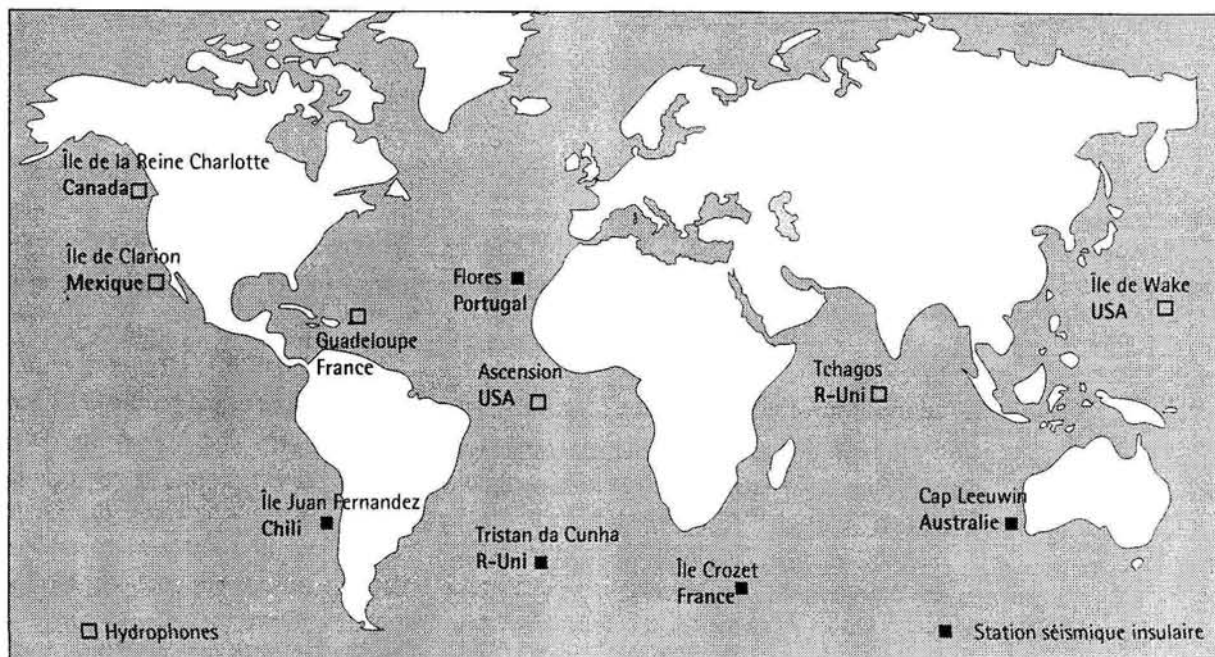 Île de la Reine Charlotte
Canada
Île de Clarion
Mexique
Guadeloupe
France
Flores
Portugal
Île de Wake
USA
Ascension
USA
Tchagos
R-Uni
Île Juan Fernandez
Chili
Cap Leeuwin
Australie
Tristan da Cunha
R-Uni
Île Crozet
France
Hydrophones
Station séismique insulaire